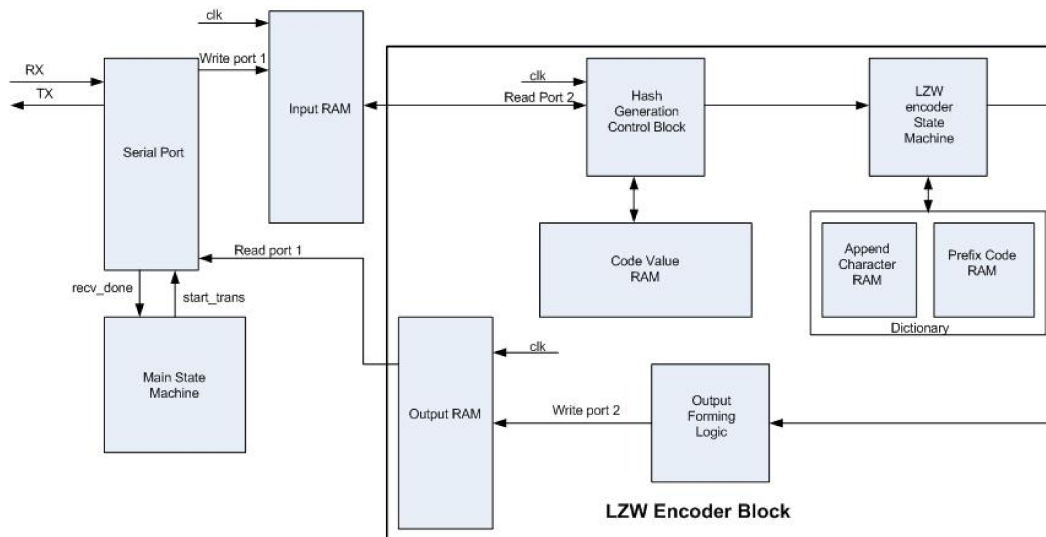 clk
RX
TX
Write port 1
Serial Port
Input RAM
clk
Read Port 2
Hash
Generation
Control Block
LZW
encoder
State
Machine
Code Value
RAM
Append
Character
RAM
Prefix Code
RAM
Dictionary
Read port 1
recv_done
start_trans
Main State
Machine
clk
Output RAM
Write port 2
Output
Forming
Logic
LZW Encoder Block